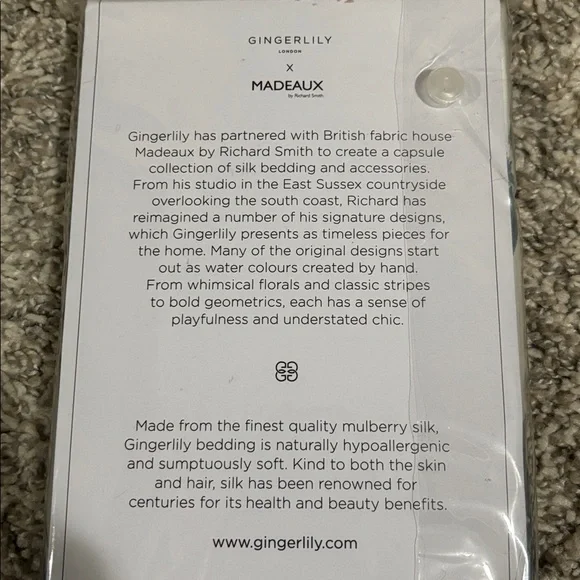 GINGERLILY
LONDON
X
MADEAUX
by Richard Smith
Gingerlily has partnered with British fabric house
Madeaux by Richard Smith to create a capsule
collection of silk bedding and accessories.
From his studio in the East Sussex countryside
overlooking the south coast, Richard has
reimagined a number of his signature designs,
which Gingerlily presents as timeless pieces for
the home. Many of the original designs start
out as water colours created by hand.
From whimsical florals and classic stripes
to bold geometrics, each has a sense of
playfulness and understated chic.
Made from the finest quality mulberry silk,
Gingerlily bedding is naturally hypoallergenic
and sumptuously soft. Kind to both the skin
and hair, silk has been renowned for
centuries for its health and beauty benefits.
www.gingerlily.com